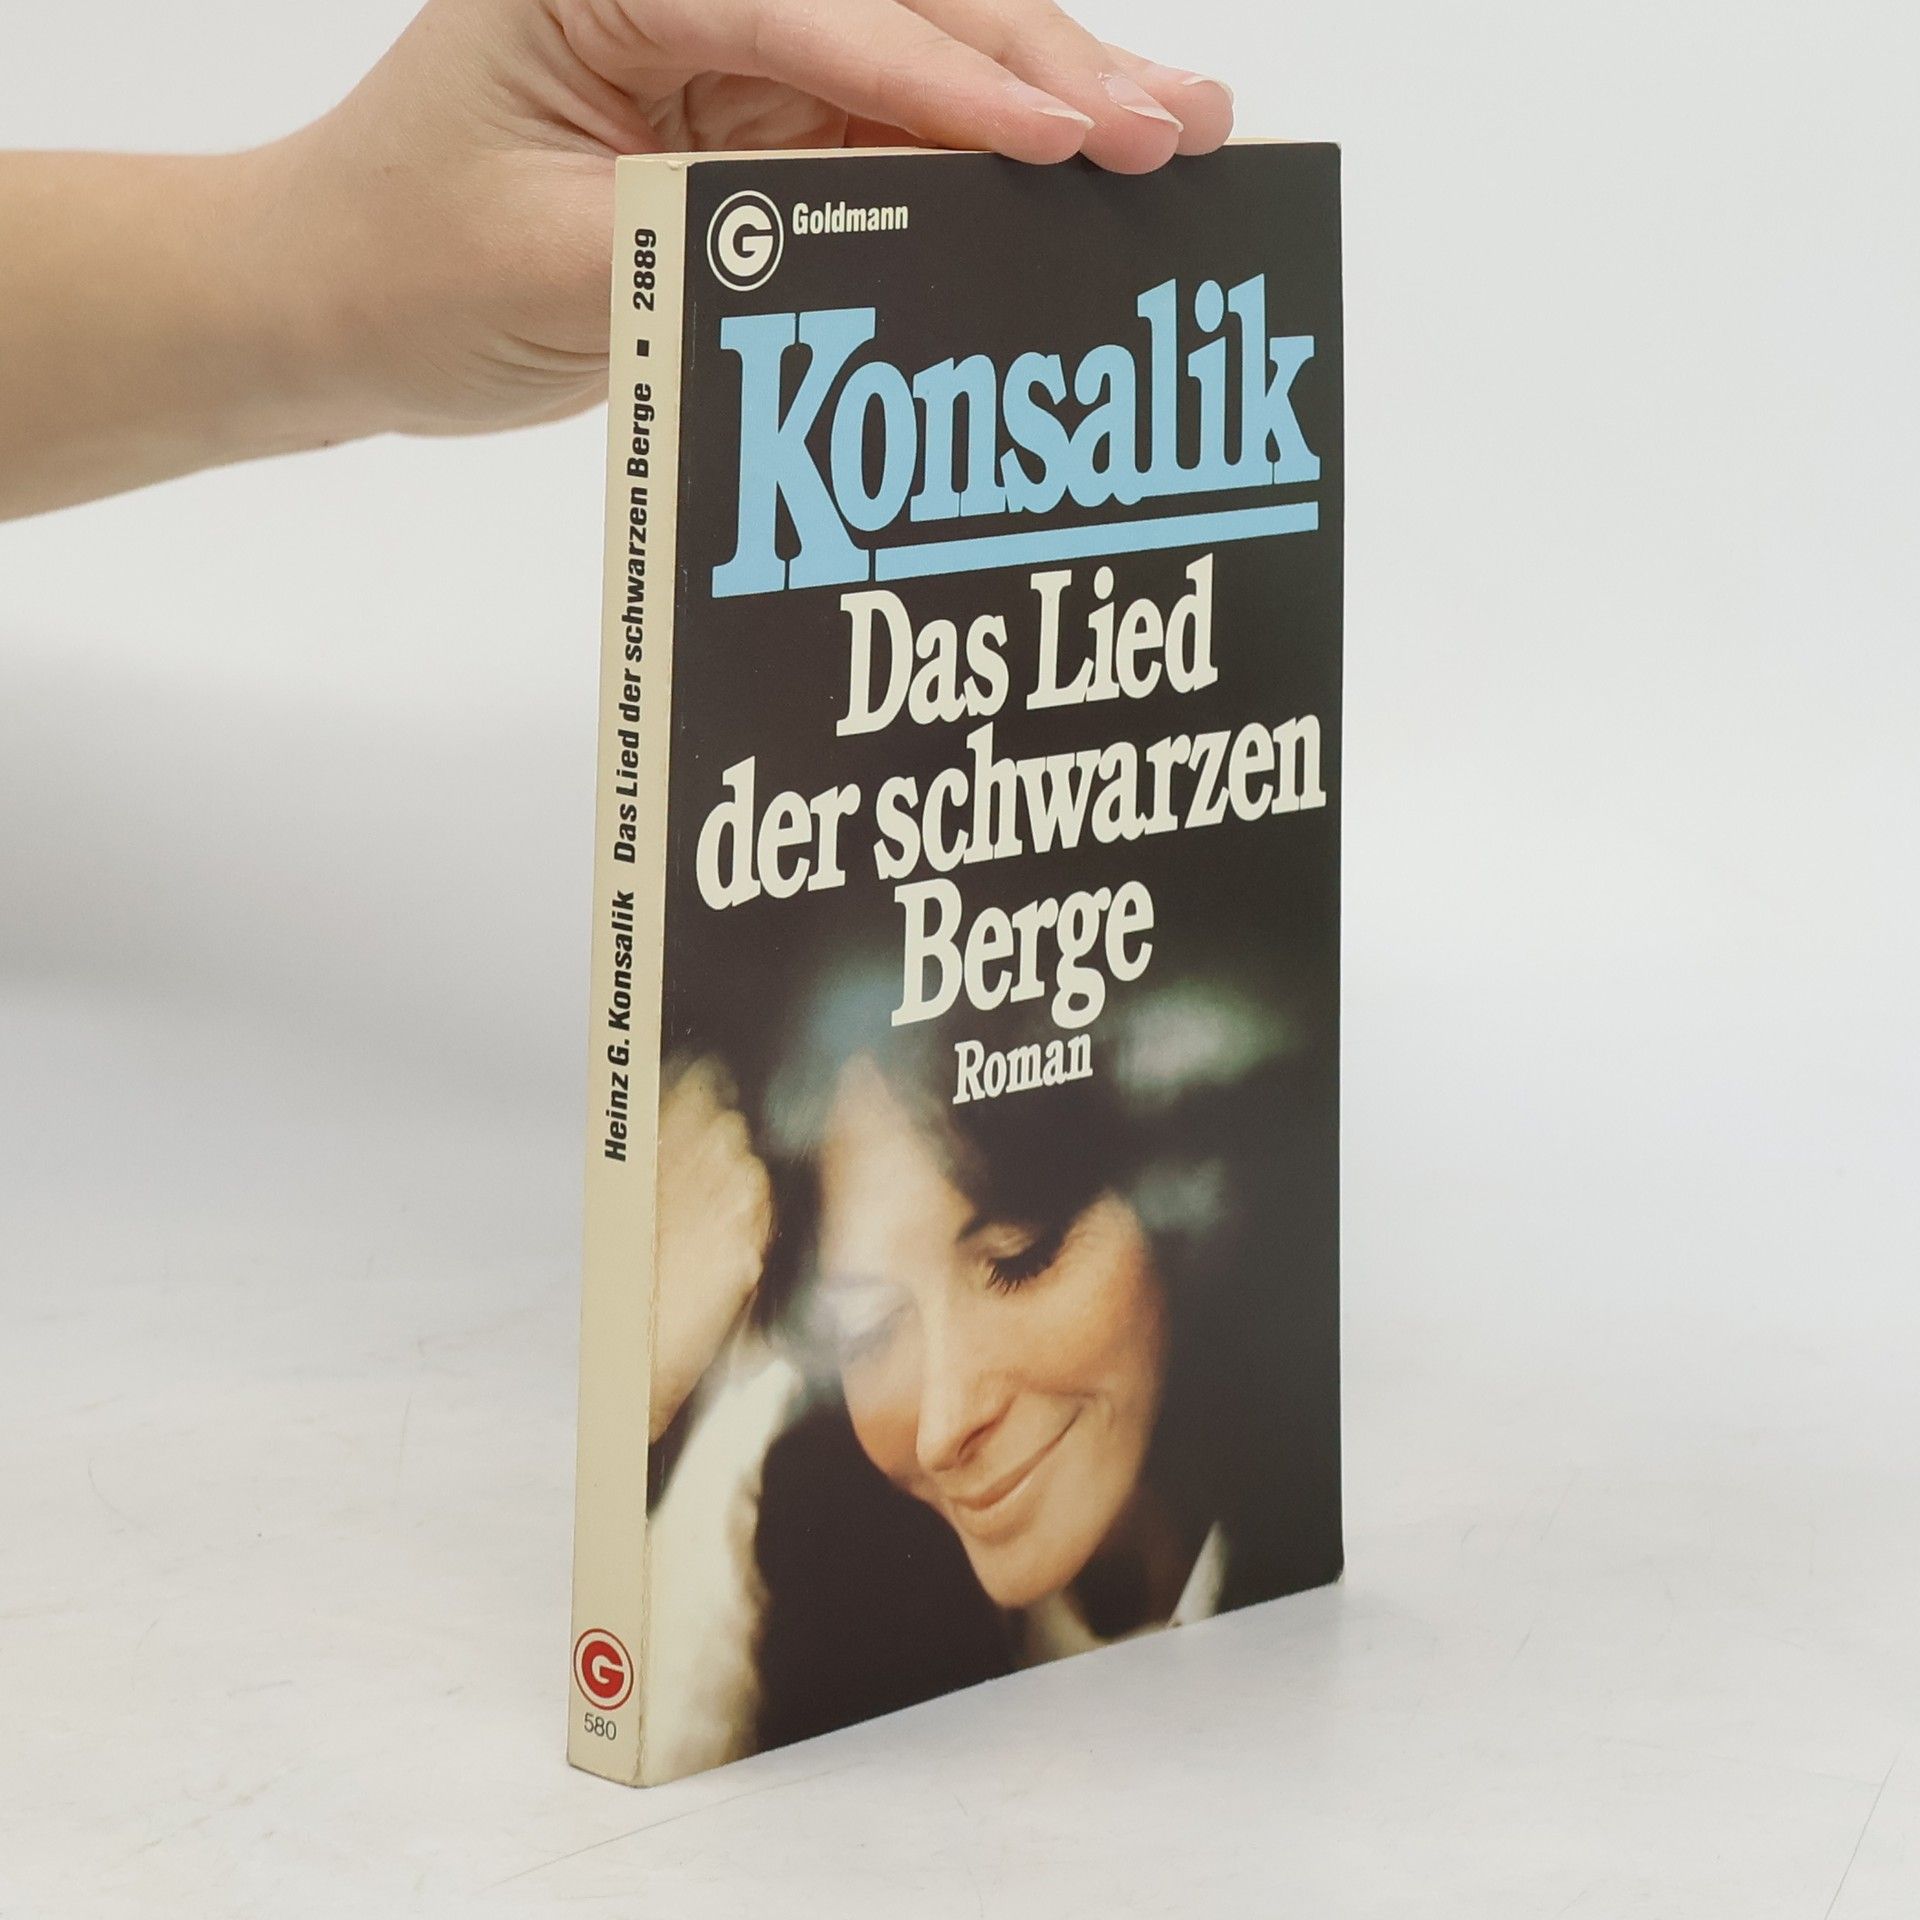 Goldmann
Konsalik
Das Lied
der schwarzen
Berge
Roman
Heinz G. Konsalik Das Lied der schwarzen Berge ▪ 2889
G
580
G